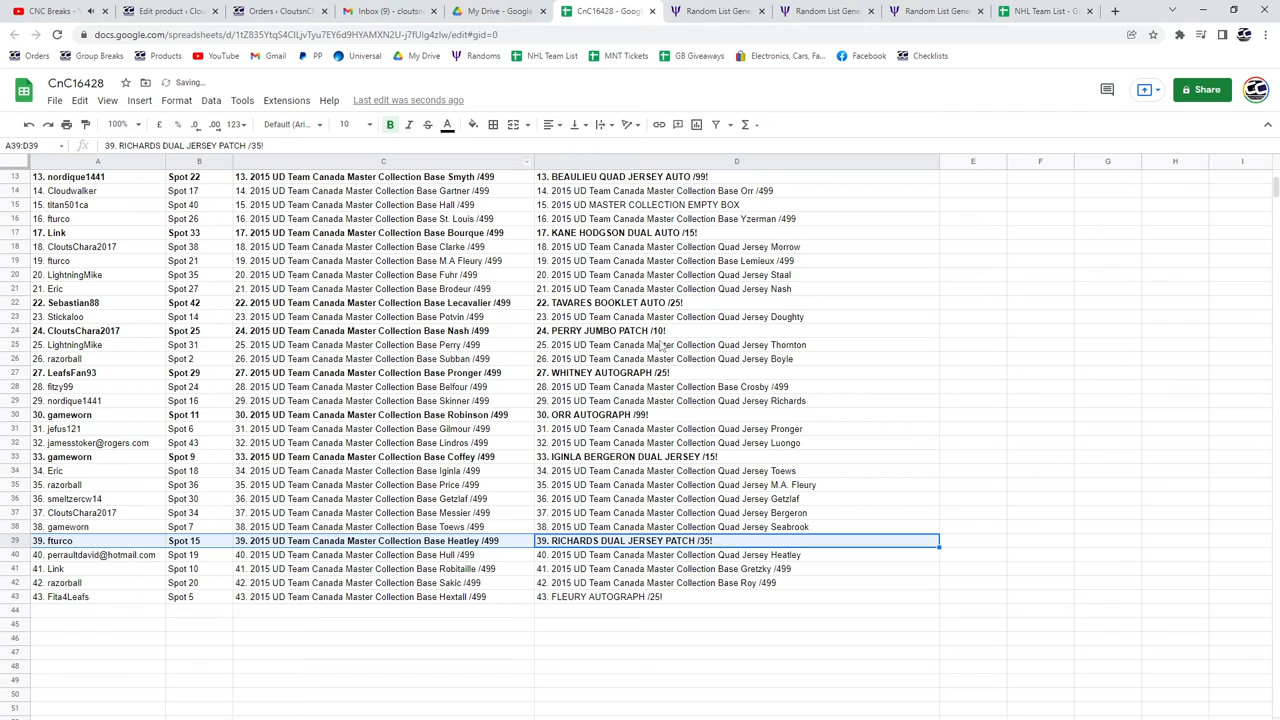 CNC Breaks -
Edit product ‹ Clou
Orders ‹ CloutsnC
Inbox (9) - cloutsn
My Drive - Google
CnC16428 - Googl
Random List Gene
Random List Gene
Random List Gene
NHL Team List - G
docs.google.com/spreadsheets/d/1tZ835YtqS4CILjvTyu7EY6d9HYAMXN2U-j7fUIg4zIw/edit#gid=0
Orders
Group Breaks
Products
YouTube
Gmail
PP
Universal
My Drive
Randoms
NHL Team List
MNT Tickets
GB Giveaways
Electronics, Cars, Fa...
Facebook
Checklists
CnC16428
Saving...
File Edit View Insert Format Data Tools Extensions Help Last edit was seconds ago
Share
100% £ % .0 .00 123 Default (Ari... 10 B I S A
A39:D39 fx 39. RICHARDS DUAL JERSEY PATCH /35!
A B C D E F G H I
13 13. nordique1441 Spot 22 13. 2015 UD Team Canada Master Collection Base Smyth /499 13. BEAULIEU QUAD JERSEY AUTO /99!
14 14. Cloudwalker Spot 17 14. 2015 UD Team Canada Master Collection Base Gartner /499 14. 2015 UD Team Canada Master Collection Base Orr /499
15 15. titan501ca Spot 40 15. 2015 UD Team Canada Master Collection Base Hall /499 15. 2015 UD MASTER COLLECTION EMPTY BOX
16 16. fturco Spot 26 16. 2015 UD Team Canada Master Collection Base St. Louis /499 16. 2015 UD Team Canada Master Collection Base Yzerman /499
17 17. Link Spot 33 17. 2015 UD Team Canada Master Collection Base Bourque /499 17. KANE HODGSON DUAL AUTO /15!
18 18. CloutsChara2017 Spot 38 18. 2015 UD Team Canada Master Collection Base Clarke /499 18. 2015 UD Team Canada Master Collection Quad Jersey Morrow
19 19. fturco Spot 21 19. 2015 UD Team Canada Master Collection Base M.A Fleury /499 19. 2015 UD Team Canada Master Collection Base Lemieux /499
20 20. LightningMike Spot 35 20. 2015 UD Team Canada Master Collection Base Fuhr /499 20. 2015 UD Team Canada Master Collection Quad Jersey Staal
21 21. Eric Spot 27 21. 2015 UD Team Canada Master Collection Base Brodeur /499 21. 2015 UD Team Canada Master Collection Quad Jersey Nash
22 22. Sebastian88 Spot 42 22. 2015 UD Team Canada Master Collection Base Lecavalier /499 22. TAVARES BOOKLET AUTO /25!
23 23. Stickaloo Spot 14 23. 2015 UD Team Canada Master Collection Base Potvin /499 23. 2015 UD Team Canada Master Collection Quad Jersey Doughty
24 24. CloutsChara2017 Spot 25 24. 2015 UD Team Canada Master Collection Base Nash /499 24. PERRY JUMBO PATCH /10!
25 25. LightningMike Spot 31 25. 2015 UD Team Canada Master Collection Base Perry /499 25. 2015 UD Team Canada Master Collection Quad Jersey Thornton
26 26. razorball Spot 2 26. 2015 UD Team Canada Master Collection Base Subban /499 26. 2015 UD Team Canada Master Collection Quad Jersey Boyle
27 27. LeafsFan93 Spot 29 27. 2015 UD Team Canada Master Collection Base Pronger /499 27. WHITNEY AUTOGRAPH /25!
28 28. fitzy99 Spot 24 28. 2015 UD Team Canada Master Collection Base Belfour /499 28. 2015 UD Team Canada Master Collection Base Crosby /499
29 29. nordique1441 Spot 16 29. 2015 UD Team Canada Master Collection Base Skinner /499 29. 2015 UD Team Canada Master Collection Quad Jersey Richards
30 30. gameworn Spot 11 30. 2015 UD Team Canada Master Collection Base Robinson /499 30. ORR AUTOGRAPH /99!
31 31. jefus121 Spot 6 31. 2015 UD Team Canada Master Collection Base Gilmour /499 31. 2015 UD Team Canada Master Collection Quad Jersey Pronger
32 32. jamesstoker@rogers.com Spot 43 32. 2015 UD Team Canada Master Collection Base Lindros /499 32. 2015 UD Team Canada Master Collection Quad Jersey Luongo
33 33. gameworn Spot 9 33. 2015 UD Team Canada Master Collection Base Coffey /499 33. IGINLA BERGERON DUAL JERSEY /15!
34 34. Eric Spot 18 34. 2015 UD Team Canada Master Collection Base Iginla /499 34. 2015 UD Team Canada Master Collection Quad Jersey Toews
35 35. razorball Spot 36 35. 2015 UD Team Canada Master Collection Base Price /499 35. 2015 UD Team Canada Master Collection Quad Jersey M.A. Fleury
36 36. smeltzercw14 Spot 30 36. 2015 UD Team Canada Master Collection Base Getzlaf /499 36. 2015 UD Team Canada Master Collection Quad Jersey Getzlaf
37 37. CloutsChara2017 Spot 34 37. 2015 UD Team Canada Master Collection Base Messier /499 37. 2015 UD Team Canada Master Collection Quad Jersey Bergeron
38 38. gameworn Spot 7 38. 2015 UD Team Canada Master Collection Base Toews /499 38. 2015 UD Team Canada Master Collection Quad Jersey Seabrook
39 39. fturco Spot 15 39. 2015 UD Team Canada Master Collection Base Heatley /499 39. RICHARDS DUAL JERSEY PATCH /35!
40 40. perraultdavid@hotmail.com Spot 19 40. 2015 UD Team Canada Master Collection Base Hull /499 40. 2015 UD Team Canada Master Collection Quad Jersey Heatley
41 41. Link Spot 10 41. 2015 UD Team Canada Master Collection Base Robitaille /499 41. 2015 UD Team Canada Master Collection Base Gretzky /499
42 42. razorball Spot 20 42. 2015 UD Team Canada Master Collection Base Sakic /499 42. 2015 UD Team Canada Master Collection Base Roy /499
43 43. Fita4Leafs Spot 5 43. 2015 UD Team Canada Master Collection Base Hextall /499 43. FLEURY AUTOGRAPH /25!
44
45
46
47
48
49
50
51